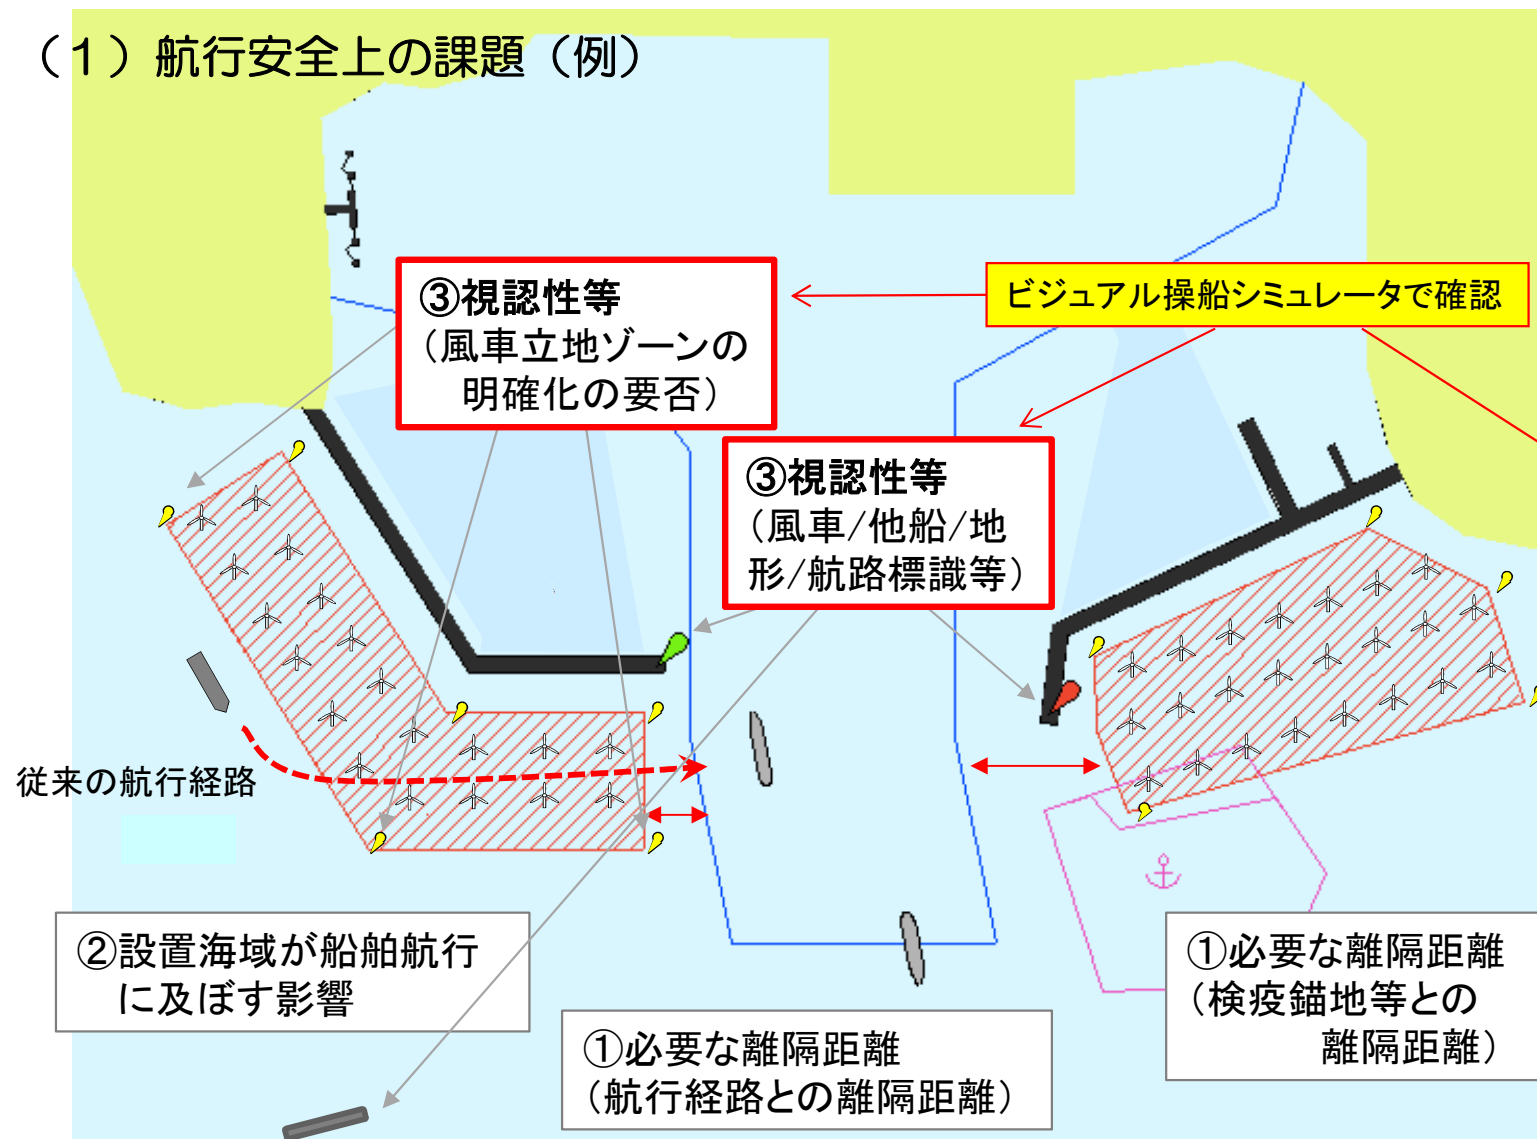 （１）航行安全上の課題（例）
③視認性等
（風車立地ゾーンの
明確化の要否）
ビジュアル操船シミュレータで確認
③視認性等
（風車/他船/地
形/航路標識等）
従来の航行経路
②設置海域が船舶航行
に及ぼす影響
①必要な離隔距離
（航行経路との離隔距離）
①必要な離隔距離
（検疫錨地等との
離隔距離）